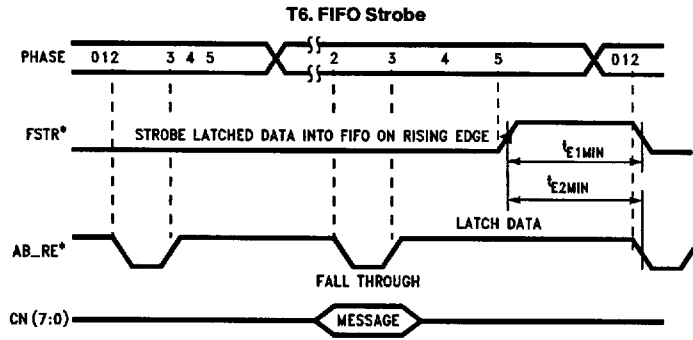 T6. FIFO Strobe
PHASE 012 3 4 5 2 3 4 5 012
FSTR* STROBE LATCHED DATA INTO FIFO ON RISING EDGE
tE1MIN
tE2MIN
LATCH DATA
AB_RE*
FALL THROUGH
CN (7:0) MESSAGE